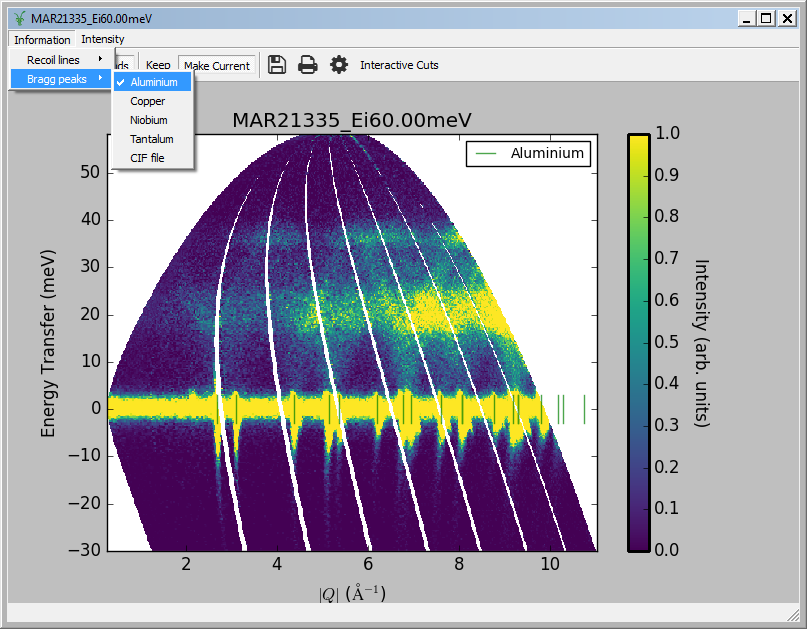 MAR21335_Ei60.00meV
Information Intensity
Recoil lines
Keep Make Current Interactive Cuts
Bragg peaks
Aluminium
Copper
Niobium
Tantalum
CIF file
MAR21335_Ei60.00meV
Aluminium
50
40
30
20
10
0
−10
−20
−30
Energy Transfer (meV)
2 4 6 8 10
|Q| (Å−1)
1.0
0.9
0.8
0.7
0.6
0.5
0.4
0.3
0.2
0.1
0.0
Intensity (arb. units)